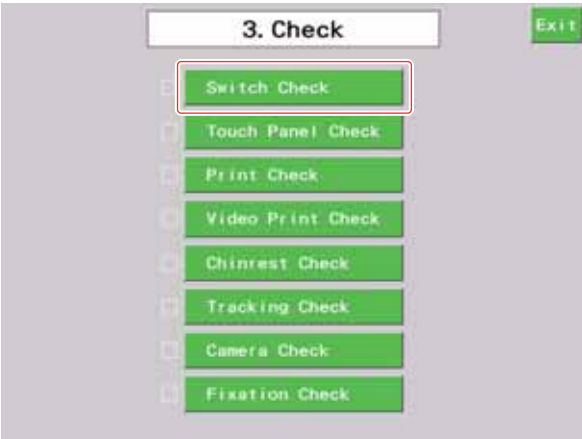 3. Check
Exit
Switch Check
Touch Panel Check
Print Check
Video Print Check
Chinrest Check
Tracking Check
Camera Check
Fixation Check